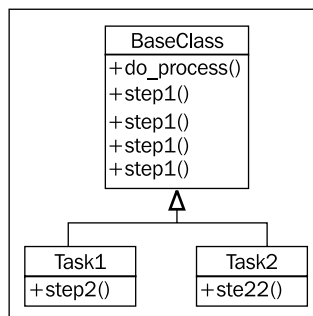 BaseClass
+do_process()
+step1()
+step1()
+step1()
+step1()
Task1
+step2()
Task2
+ste22()